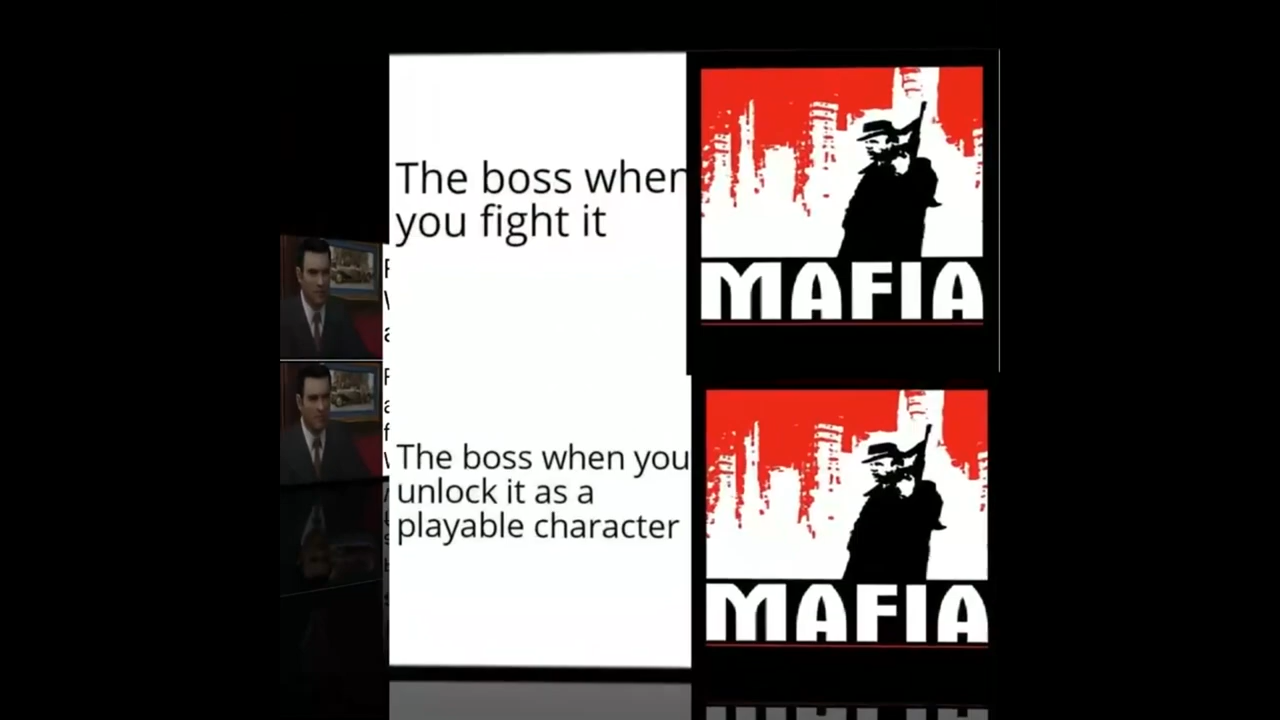 The boss when
you fight it
MAFIA
The boss when you
unlock it as a
playable character
MAFIA